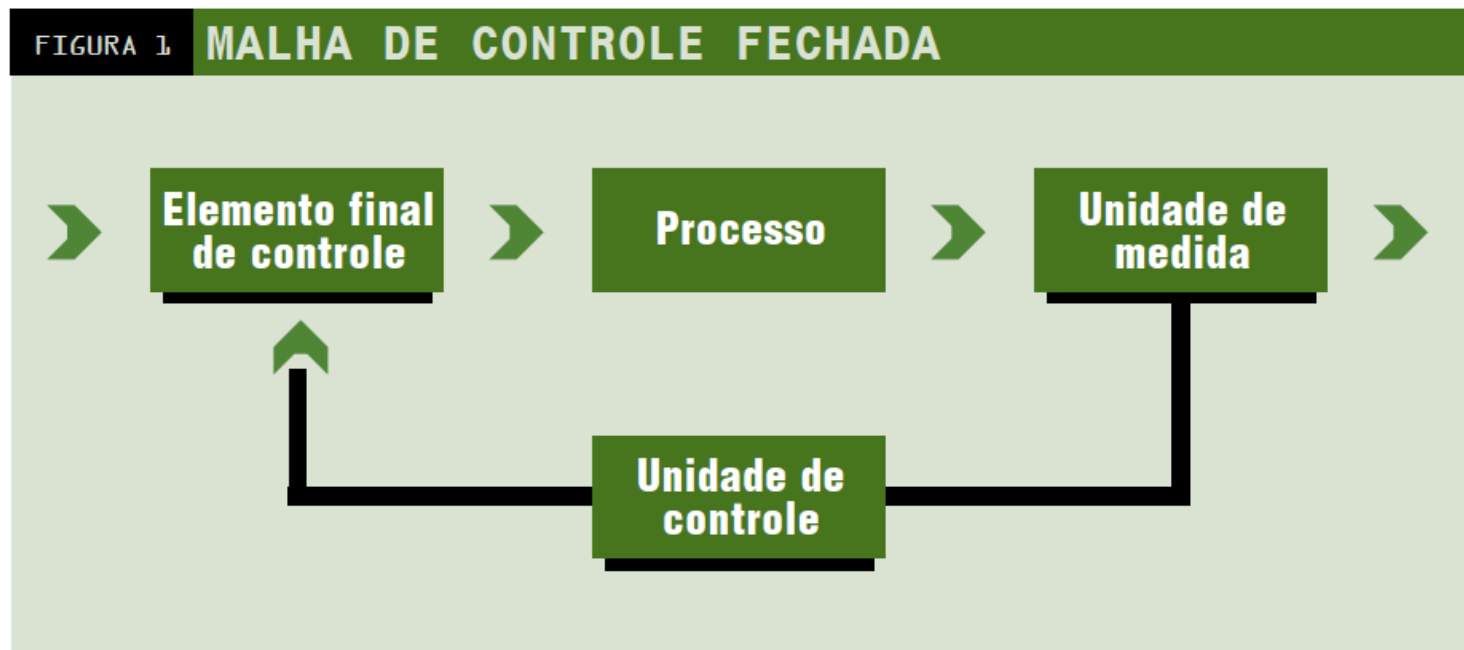 FIGURA 1
MALHA DE CONTROLE FECHADA
Elemento final
de controle
Processo
Unidade de
medida
Unidade de
controle